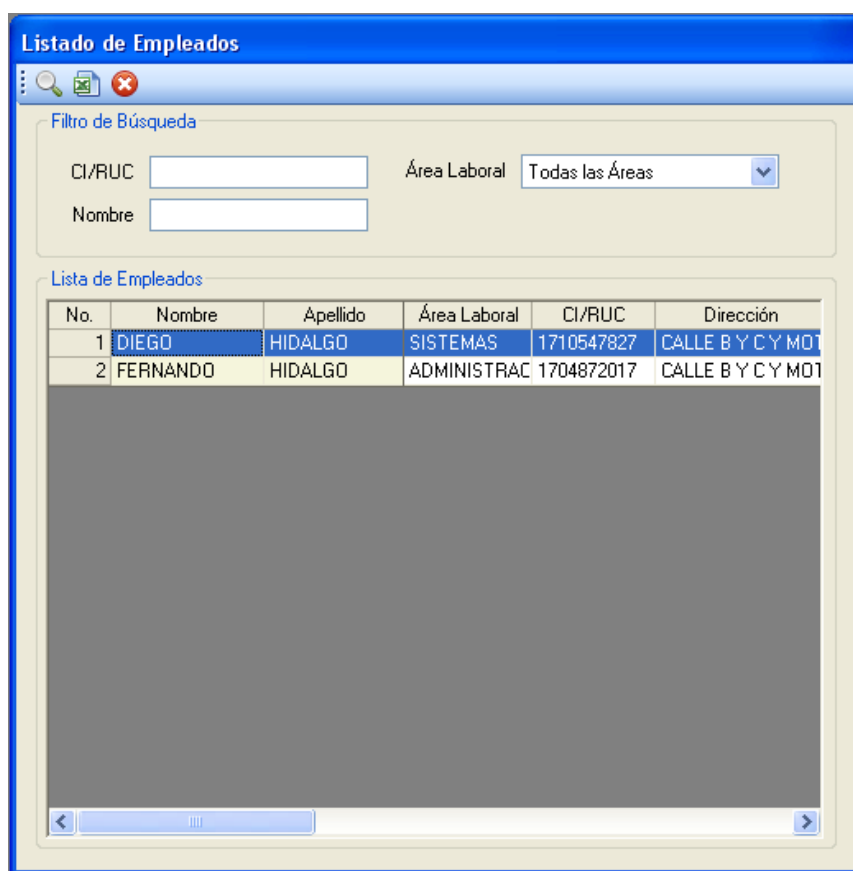 Listado de Empleados
Filtro de Búsqueda
CI/RUC Área Laboral Todas las Áreas
Nombre
Lista de Empleados
No. Nombre Apellido Área Laboral CI/RUC Dirección
1 DIEGO HIDALGO SISTEMAS 1710547827 CALLE B Y C Y MOT
2 FERNANDO HIDALGO ADMINISTRAC 1704872017 CALLE B Y C Y MOT